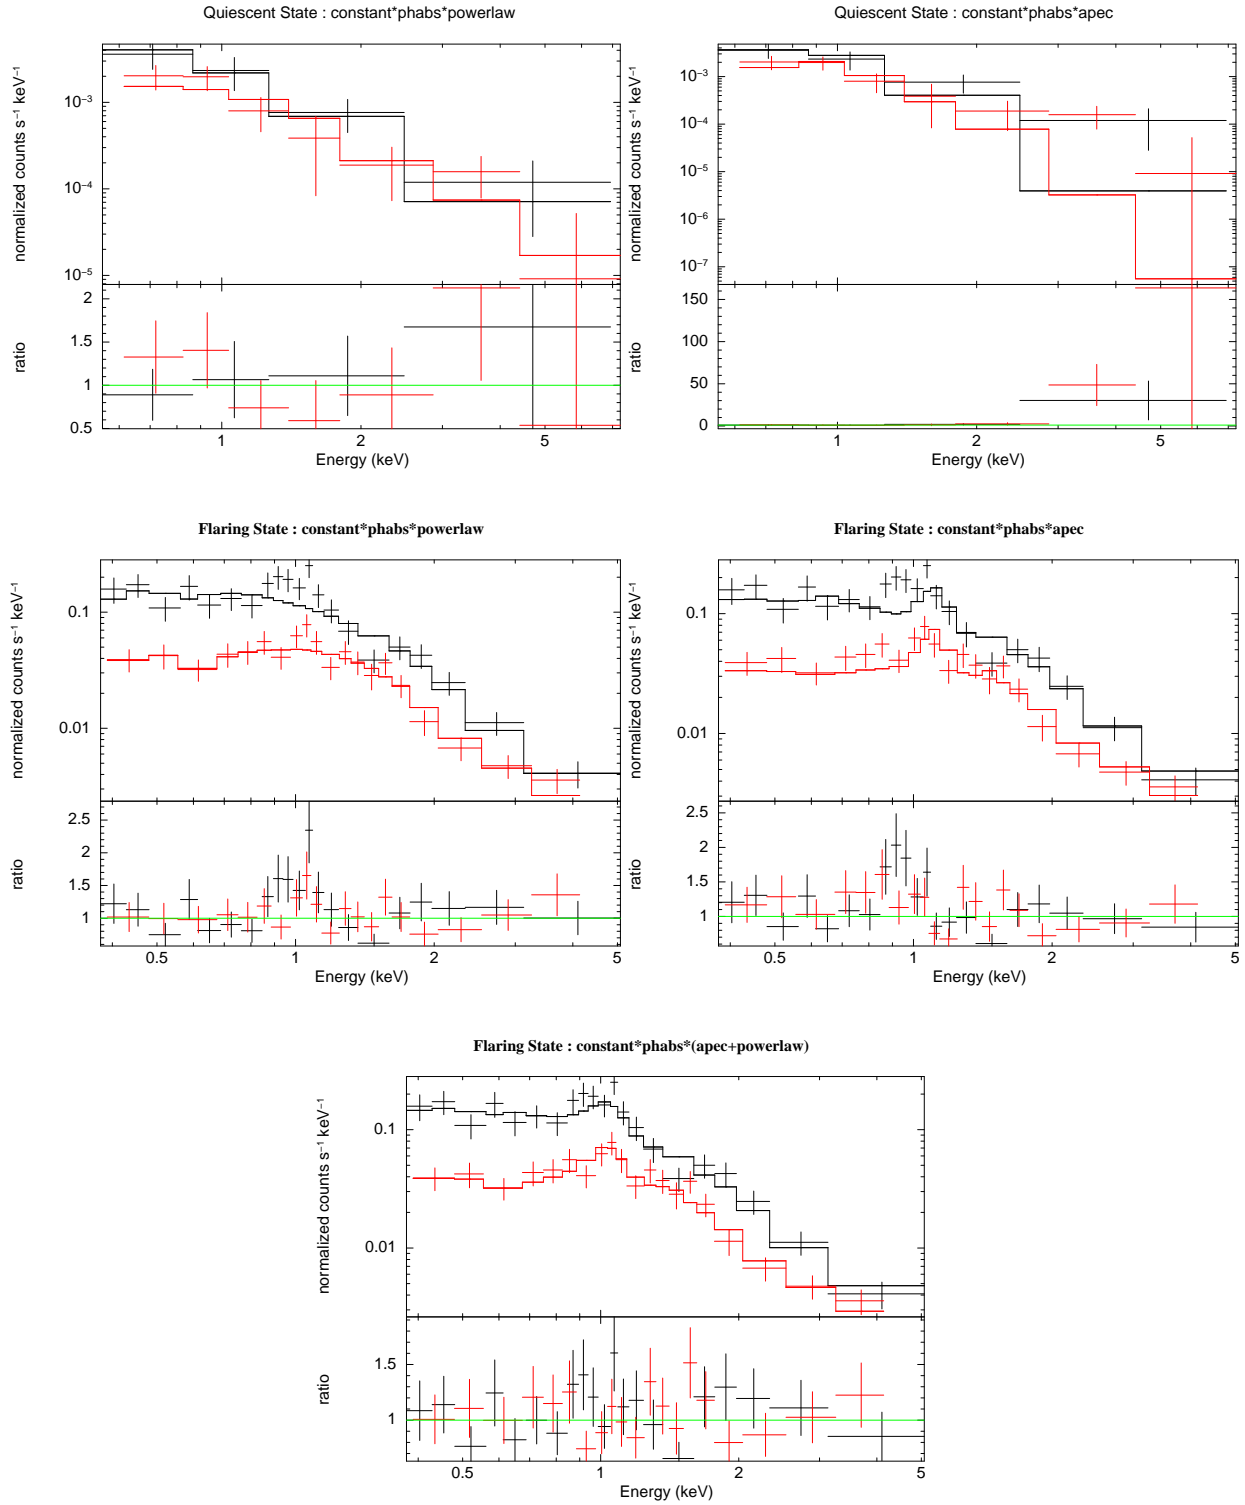 Quiescent State : constant*phabs*powerlaw
Quiescent State : constant*phabs*apec
normalized counts s⁻¹ keV⁻¹
10⁻³
10⁻⁴
10⁻⁵
ratio
2
1.5
1
0.5
1
2
5
Energy (keV)
normalized counts s⁻¹ keV⁻¹
10⁻³
10⁻⁴
10⁻⁵
10⁻⁶
10⁻⁷
ratio
150
100
50
0
1
2
5
Energy (keV)
Flaring State : constant*phabs*powerlaw
Flaring State : constant*phabs*apec
normalized counts s⁻¹ keV⁻¹
0.1
0.01
ratio
2.5
2
1.5
1
0.5
1
2
5
Energy (keV)
normalized counts s⁻¹ keV⁻¹
0.1
0.01
ratio
2.5
2
1.5
1
0.5
1
2
5
Energy (keV)
Flaring State : constant*phabs*(apec+powerlaw)
normalized counts s⁻¹ keV⁻¹
0.1
0.01
ratio
1.5
1
0.5
1
2
5
Energy (keV)